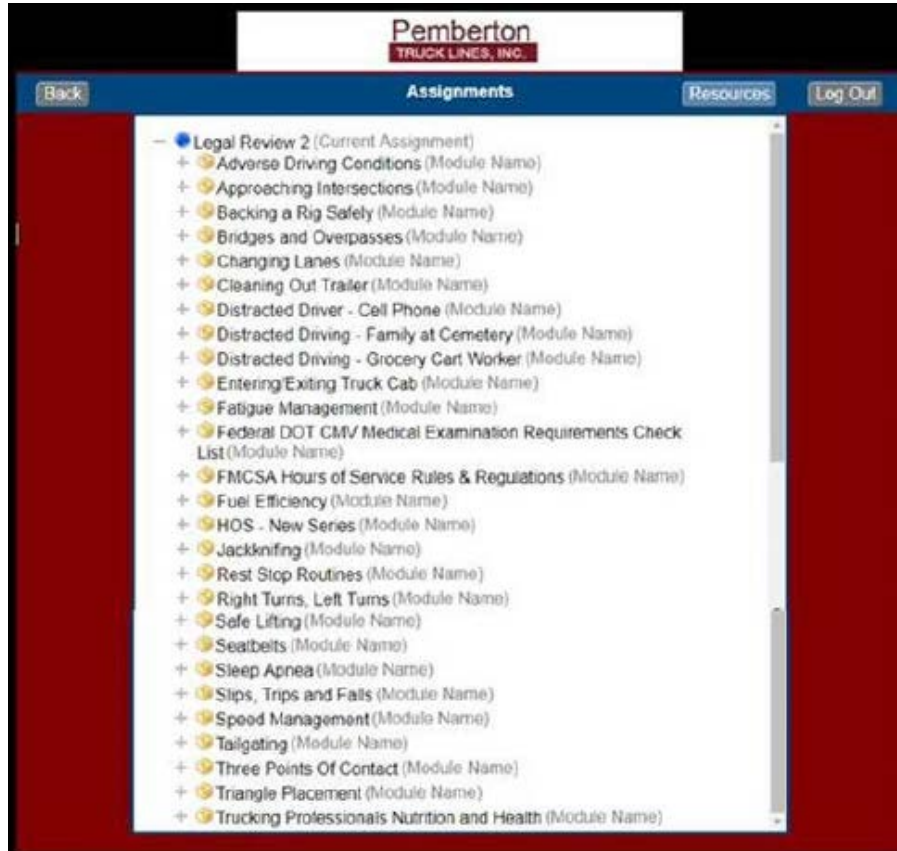 Pemberton
TRUCK LINES, INC.
Back
Assignments
Resources
Log Out
Legal Review 2 (Current Assignment)
Adverse Driving Conditions (Module Name)
Approaching Intersections (Module Name)
Backing a Rig Safely (Module Name)
Bridges and Overpasses (Module Name)
Changing Lanes (Module Name)
Cleaning Out Trailer (Module Name)
Distracted Driver - Cell Phone (Module Name)
Distracted Driving - Family at Cemetery (Module Name)
Distracted Driving - Grocery Cart Worker (Module Name)
Entering/Exiting Truck Cab (Module Name)
Fatigue Management (Module Name)
Federal DOT CMV Medical Examination Requirements Check
List (Module Name)
FMCSA Hours of Service Rules & Regulations (Module Name)
Fuel Efficiency (Module Name)
HOS - New Series (Module Name)
Jackknifing (Module Name)
Rest Stop Routines (Module Name)
Right Turns, Left Turns (Module Name)
Safe Lifting (Module Name)
Seatbelts (Module Name)
Sleep Apnea (Module Name)
Slips, Trips and Falls (Module Name)
Speed Management (Module Name)
Tailgating (Module Name)
Three Points Of Contact (Module Name)
Triangle Placement (Module Name)
Trucking Professionals Nutrition and Health (Module Name)